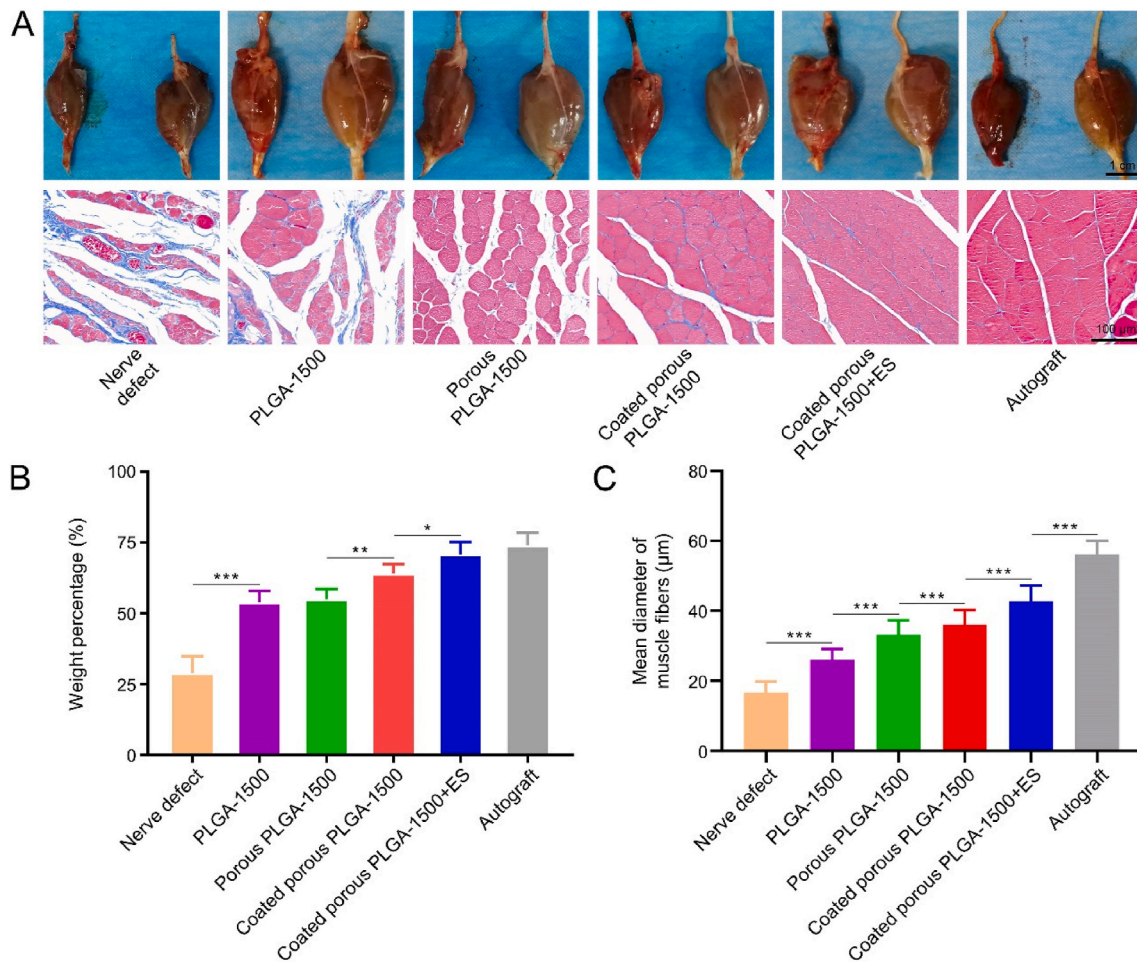 A
1 cm
100 µm
Nerve
defect
PLGA-1500
Porous
PLGA-1500
Coated porous
PLGA-1500
Coated porous
PLGA-1500+ES
Autograft
B
Weight percentage (%)
100
75
50
25
0
***
**
*
Nerve defect
PLGA-1500
Porous PLGA-1500
Coated porous PLGA-1500
Coated porous PLGA-1500+ES
Autograft
C
Mean diameter of
muscle fibers (µm)
80
60
40
20
0
***
***
***
***
***
Nerve defect
PLGA-1500
Porous PLGA-1500
Coated porous PLGA-1500
Coated porous PLGA-1500+ES
Autograft